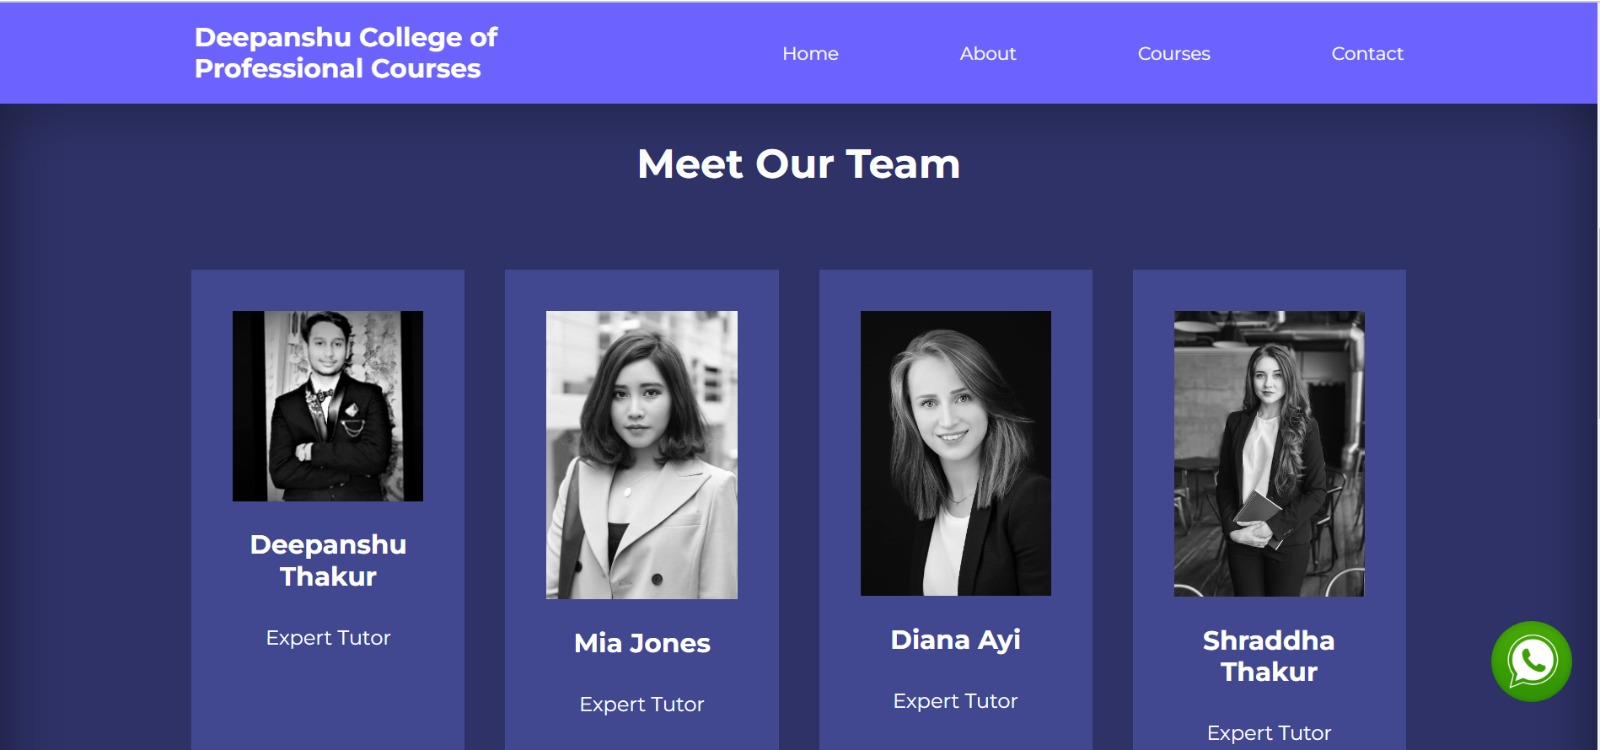 Deepanshu College of
Professional Courses
Home
About
Courses
Contact
Meet Our Team
Deepanshu
Thakur
Expert Tutor
Mia Jones
Expert Tutor
Diana Ayi
Expert Tutor
Shraddha
Thakur
Expert Tutor